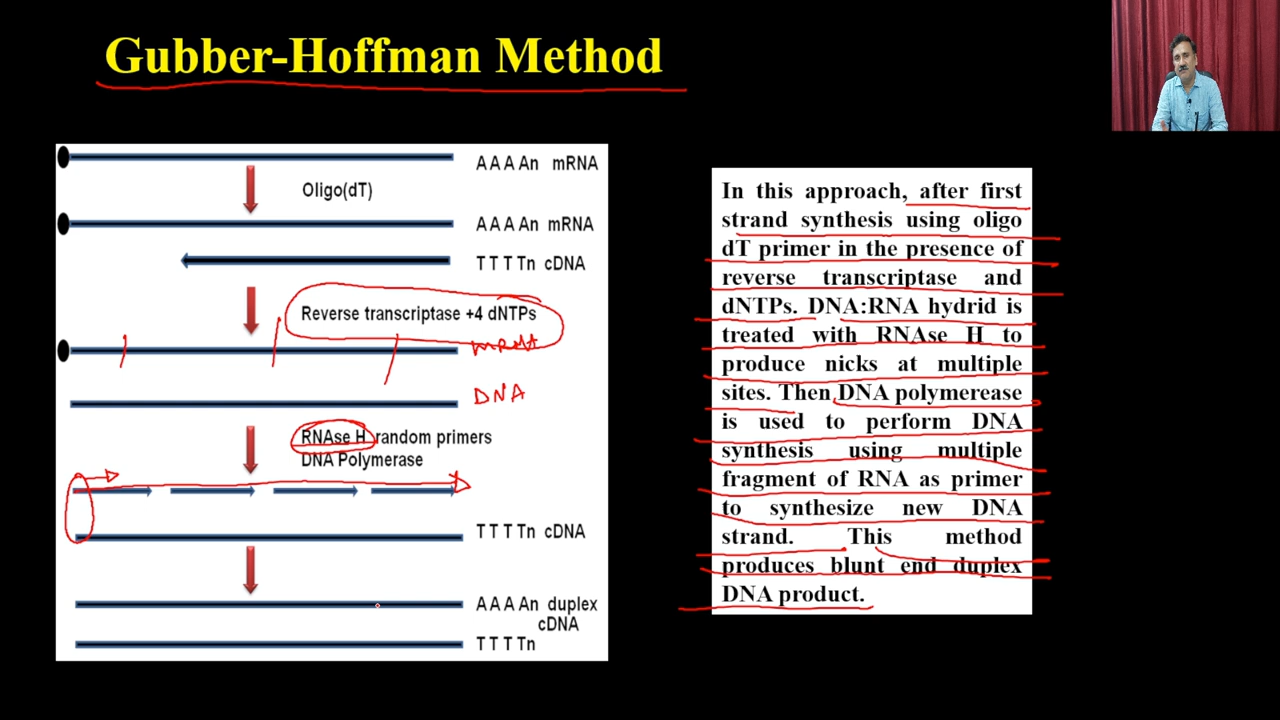 Gubber-Hoffman Method
A A A An mRNA
Oligo(dT)
A A A An mRNA
T T T Tn cDNA
Reverse transcriptase +4 dNTPs
mRNA
DNA
RNAse H random primers
DNA Polymerase
T T T Tn cDNA
A A A An duplex
cDNA
T T T Tn
In this approach, after first
strand synthesis using oligo
dT primer in the presence of
reverse transcriptase and
dNTPs. DNA:RNA hydrid is
treated with RNAse H to
produce nicks at multiple
sites. Then DNA polymerease
is used to perform DNA
synthesis using multiple
fragment of RNA as primer
to synthesize new DNA
strand. This method
produces blunt end duplex
DNA product.